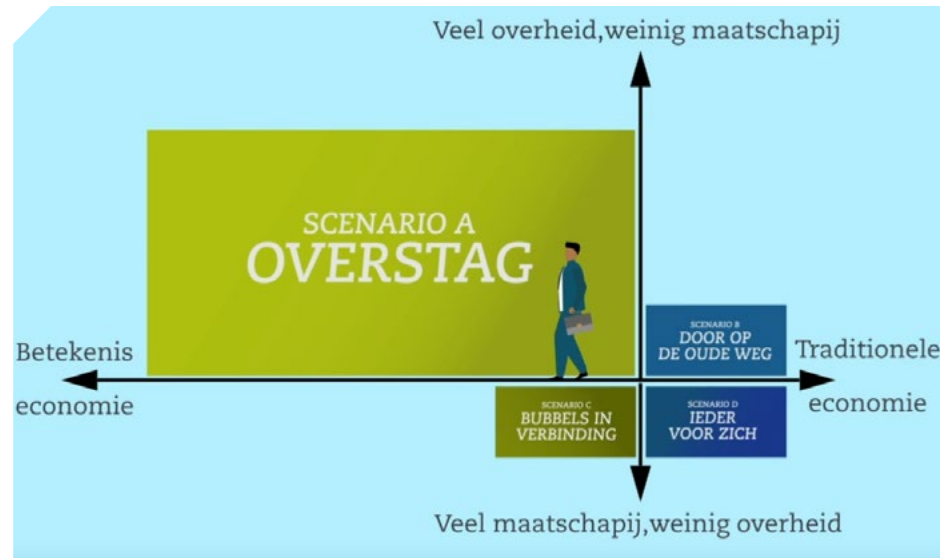 Veel overheid,weinig maatschapij
SCENARIO A
OVERSTAG
SCENARIO B
DOOR OP
DE OUDE WEG
Betekenis
economie
Traditionele
economie
SCENARIO C
BUBBELS IN
VERBINDING
SCENARIO D
IEDER
VOOR ZICH
Veel maatschapij,weinig overheid